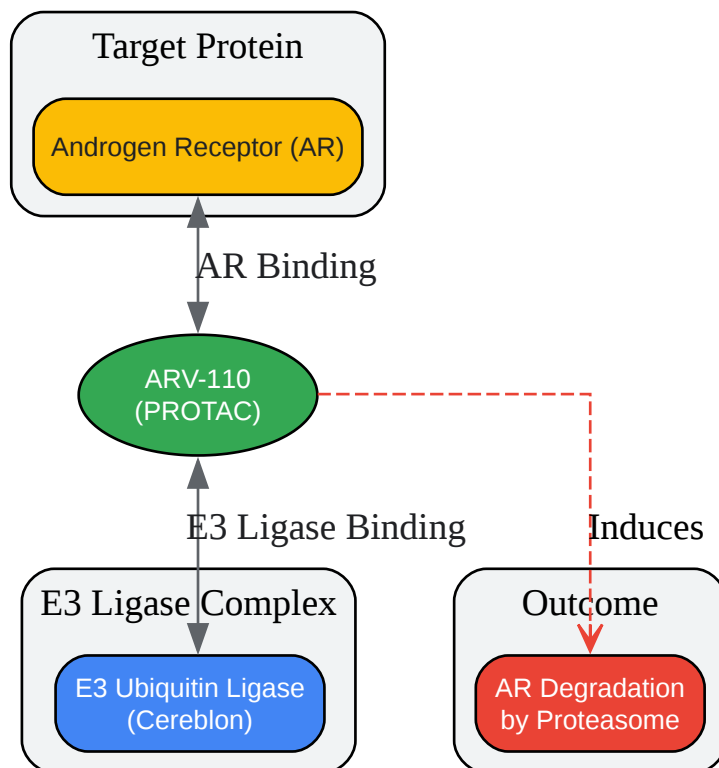 Target Protein
Androgen Receptor (AR)
AR Binding
ARV-110
(PROTAC)
E3 Ligase Binding
Induces
E3 Ligase Complex
E3 Ubiquitin Ligase
(Cereblon)
Outcome
AR Degradation
by Proteasome